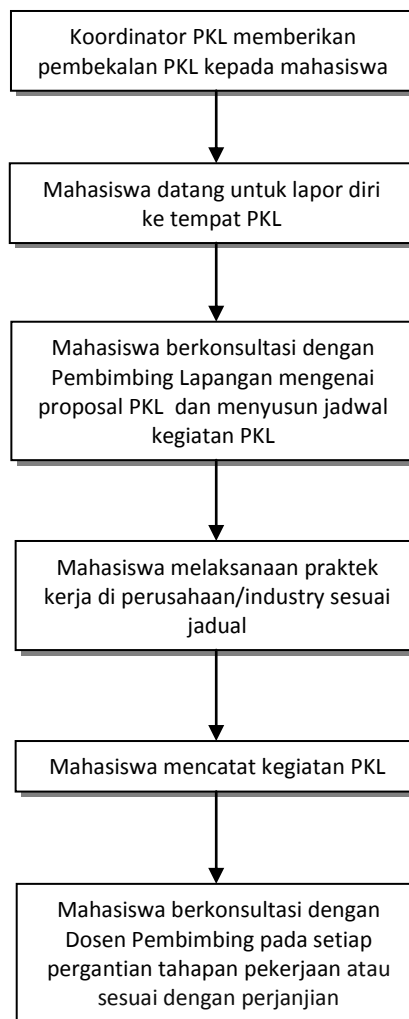 Koordinator PKL memberikan
pembekalan PKL kepada mahasiswa
Mahasiswa datang untuk lapor diri
ke tempat PKL
Mahasiswa berkonsultasi dengan
Pembimbing Lapangan mengenai
proposal PKL dan menyusun jadwal
kegiatan PKL
Mahasiswa melaksanaan praktek
kerja di perusahaan/industry sesuai
jadual
Mahasiswa mencatat kegiatan PKL
Mahasiswa berkonsultasi dengan
Dosen Pembimbing pada setiap
pergantian tahapan pekerjaan atau
sesuai dengan perjanjian